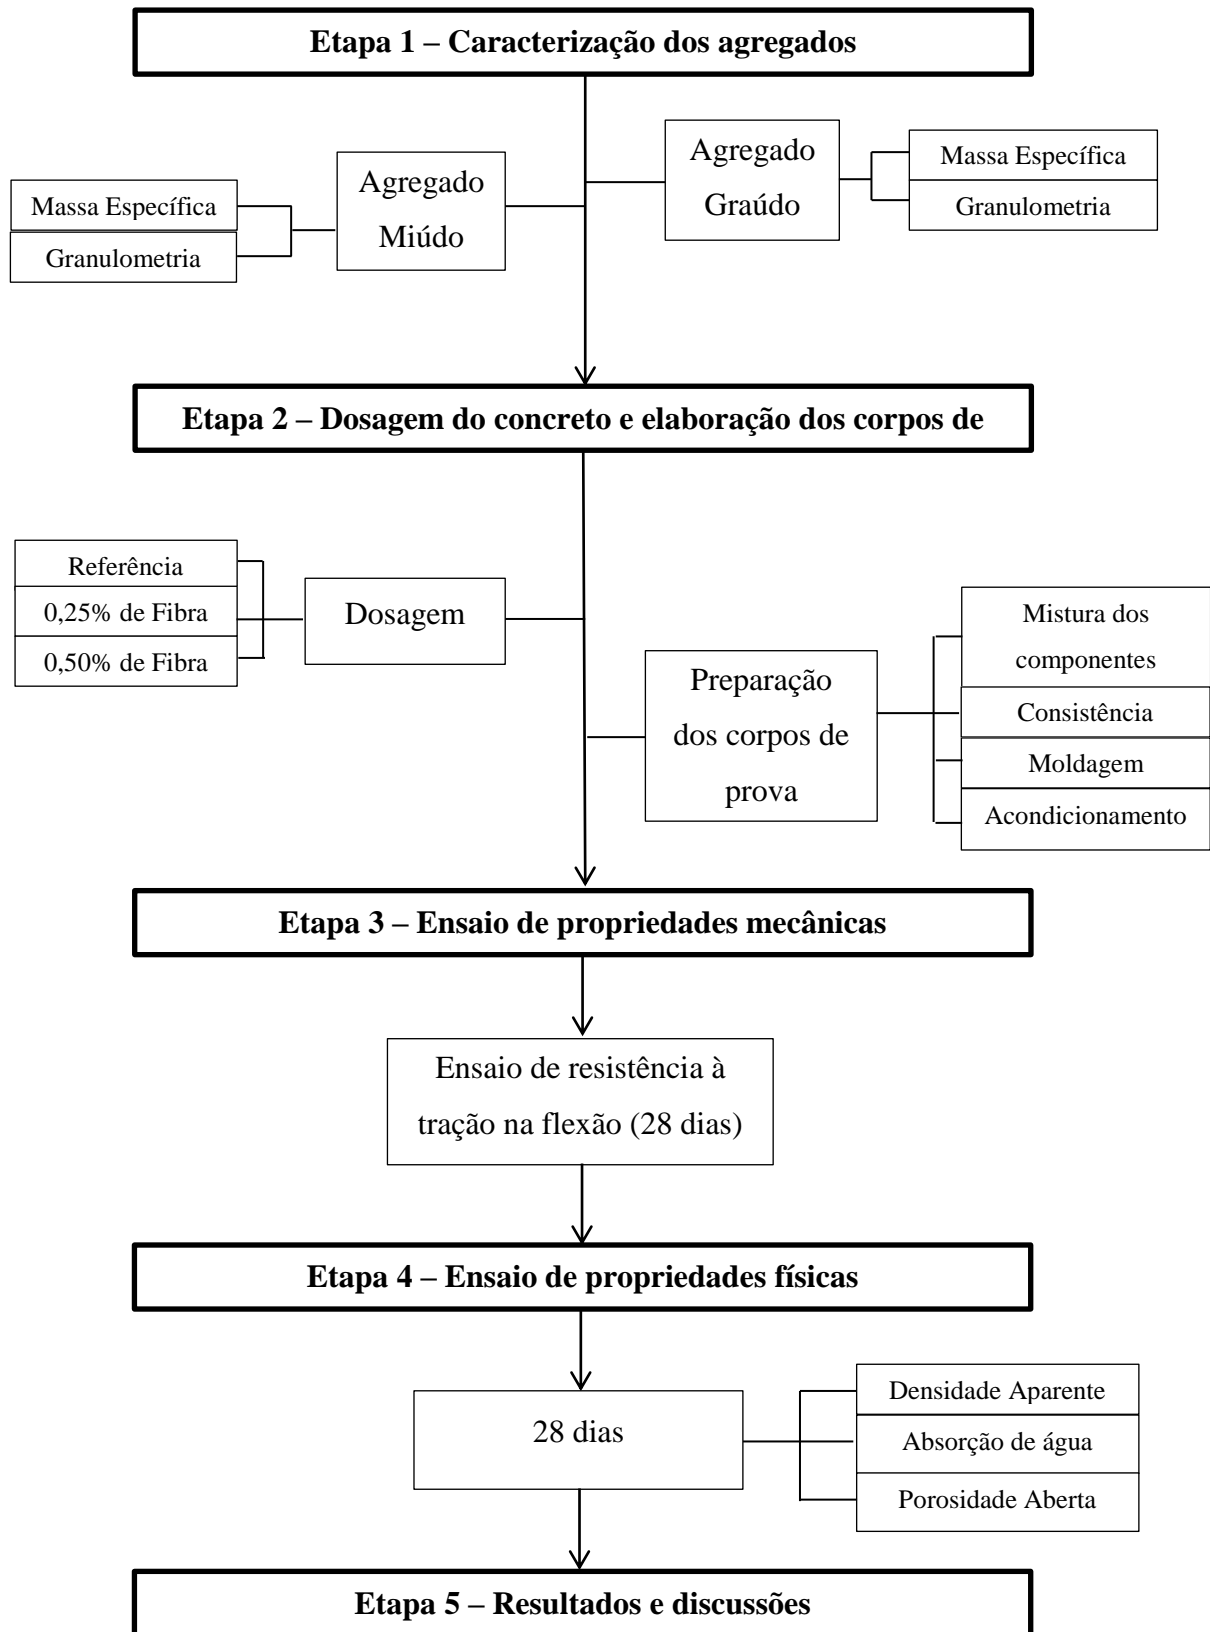 Etapa 1 – Caracterização dos agregados
Agregado
Graúdo
Massa Específica
Granulometria
Agregado
Miúdo
Massa Específica
Granulometria
Etapa 2 – Dosagem do concreto e elaboração dos corpos de
Referência
0,25% de Fibra
0,50% de Fibra
Dosagem
Preparação
dos corpos de
prova
Mistura dos
componentes
Consistência
Moldagem
Acondicionamento
Etapa 3 – Ensaio de propriedades mecânicas
Ensaio de resistência à
tração na flexão (28 dias)
Etapa 4 – Ensaio de propriedades físicas
28 dias
Densidade Aparente
Absorção de água
Porosidade Aberta
Etapa 5 – Resultados e discussões